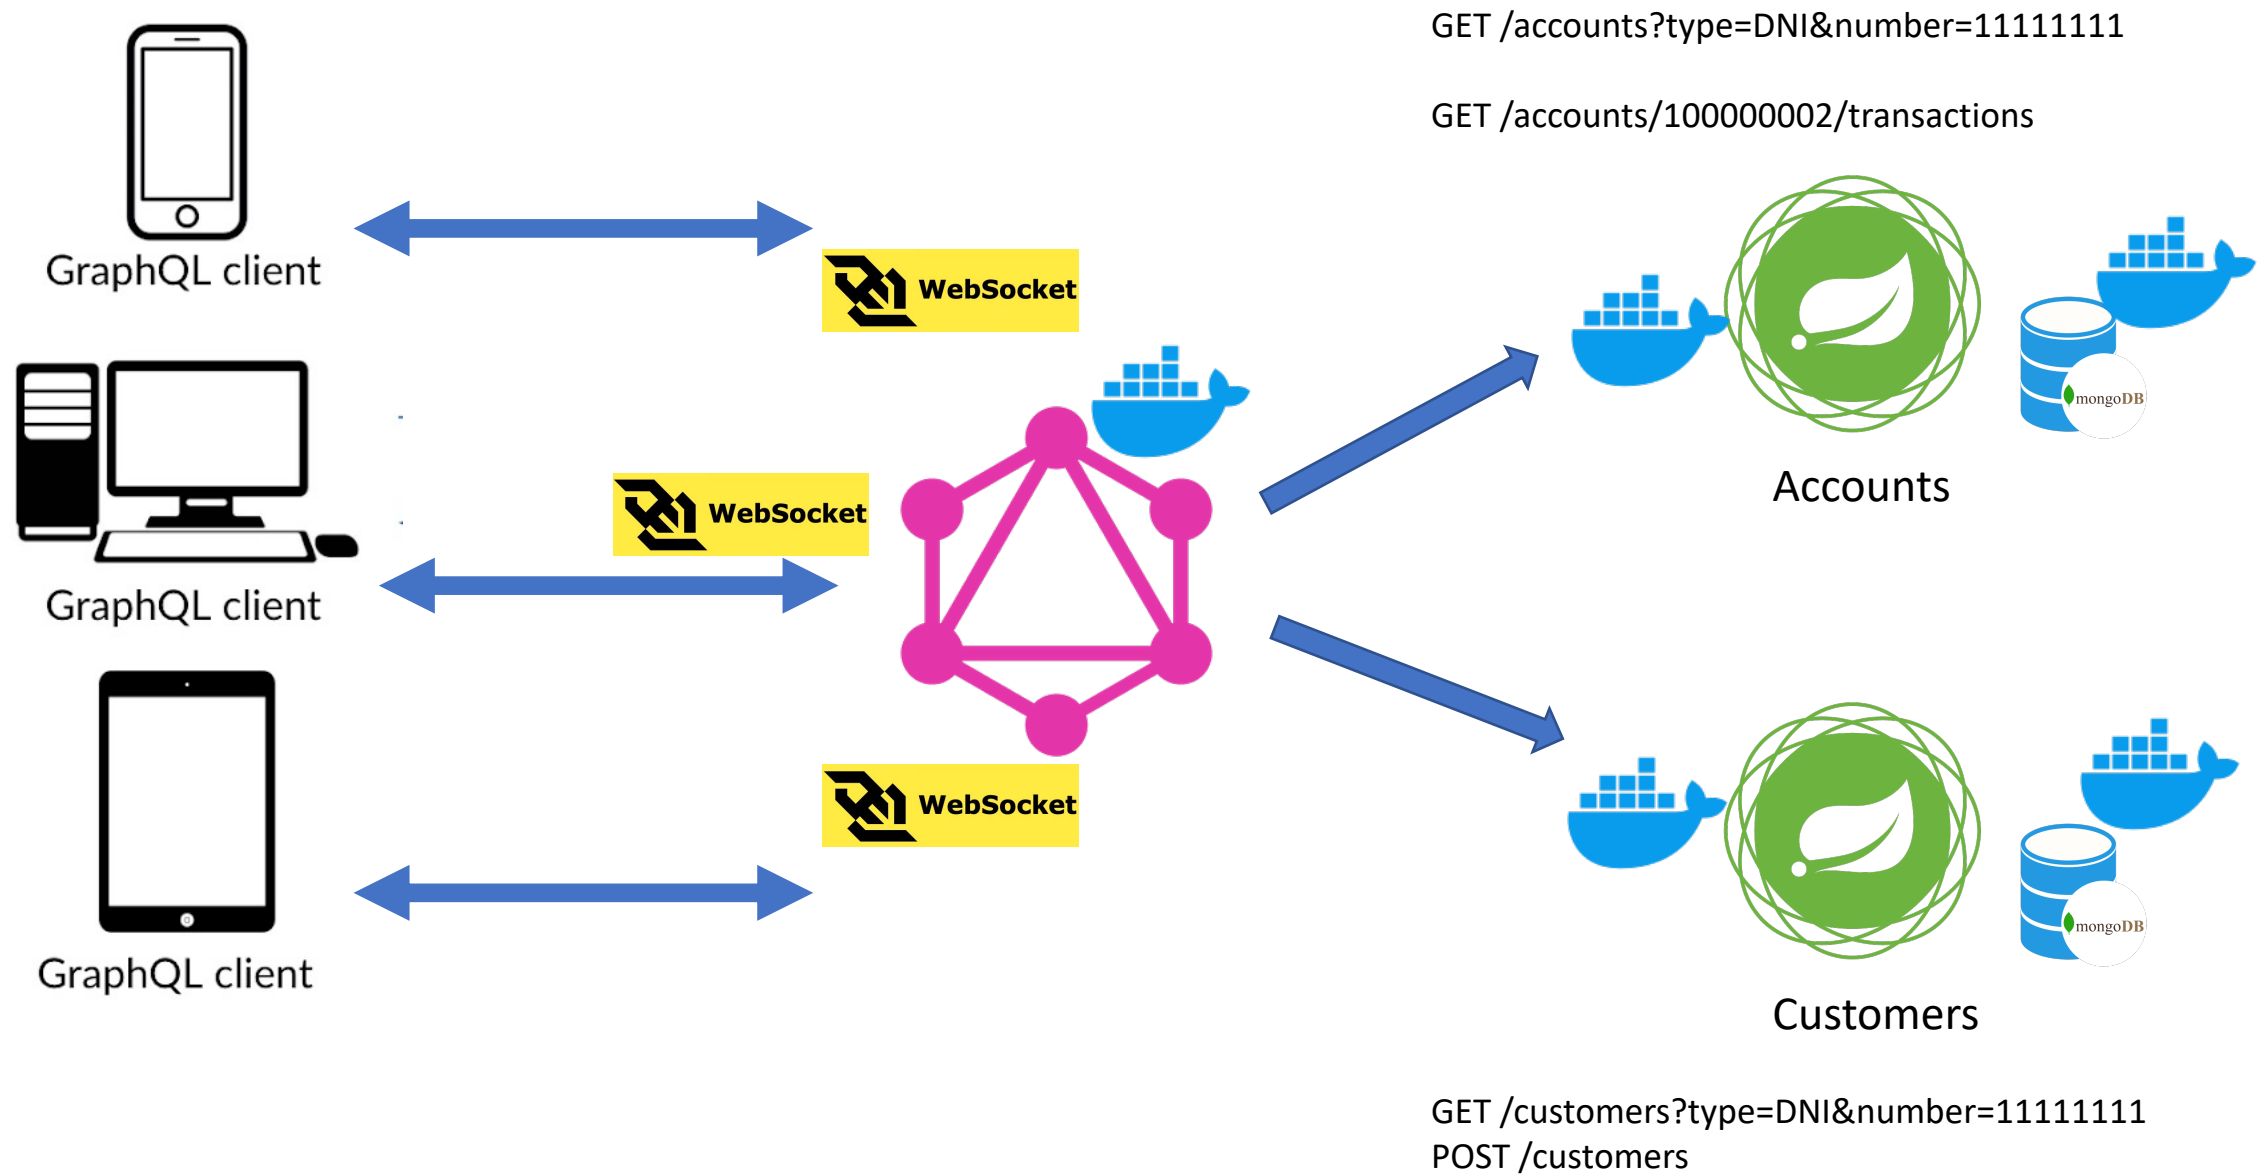 GET /accounts?type=DNI&number=11111111
GET /accounts/100000002/transactions
GraphQL client
WebSocket
mongoDB
Accounts
WebSocket
GraphQL client
WebSocket
mongoDB
GraphQL client
Customers
GET /customers?type=DNI&number=11111111
POST /customers